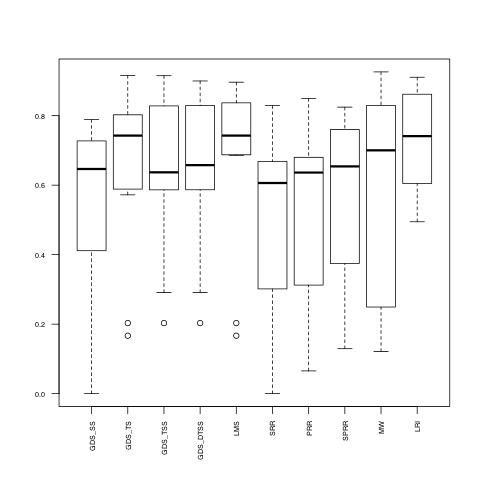 0.8
0.6
0.4
0.2
0.0
GDS_SS
GDS_TS
GDS_TSS
GDS_DTSS
LMS
SRR
PRR
SPRR
MW
LRI